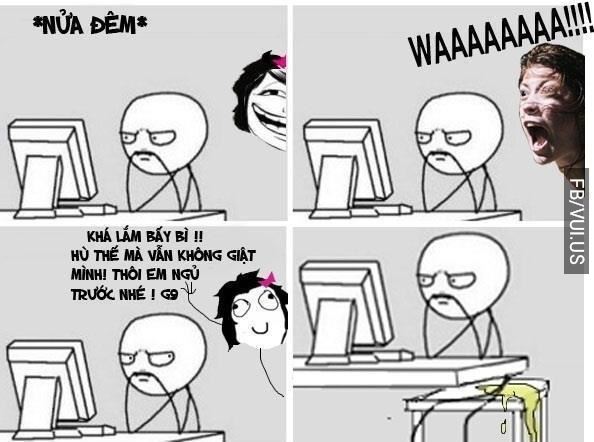 *NỬA ĐÊM*
WAAAAAAAA!!!!
FB/VUI.US
KHÁ LẮM BẤY BÌ !!
HÙ THẾ MÀ VẪN KHÔNG GIẬT
MÌNH! THÔI EM NGỦ
TRƯỚC NHÉ ! G9